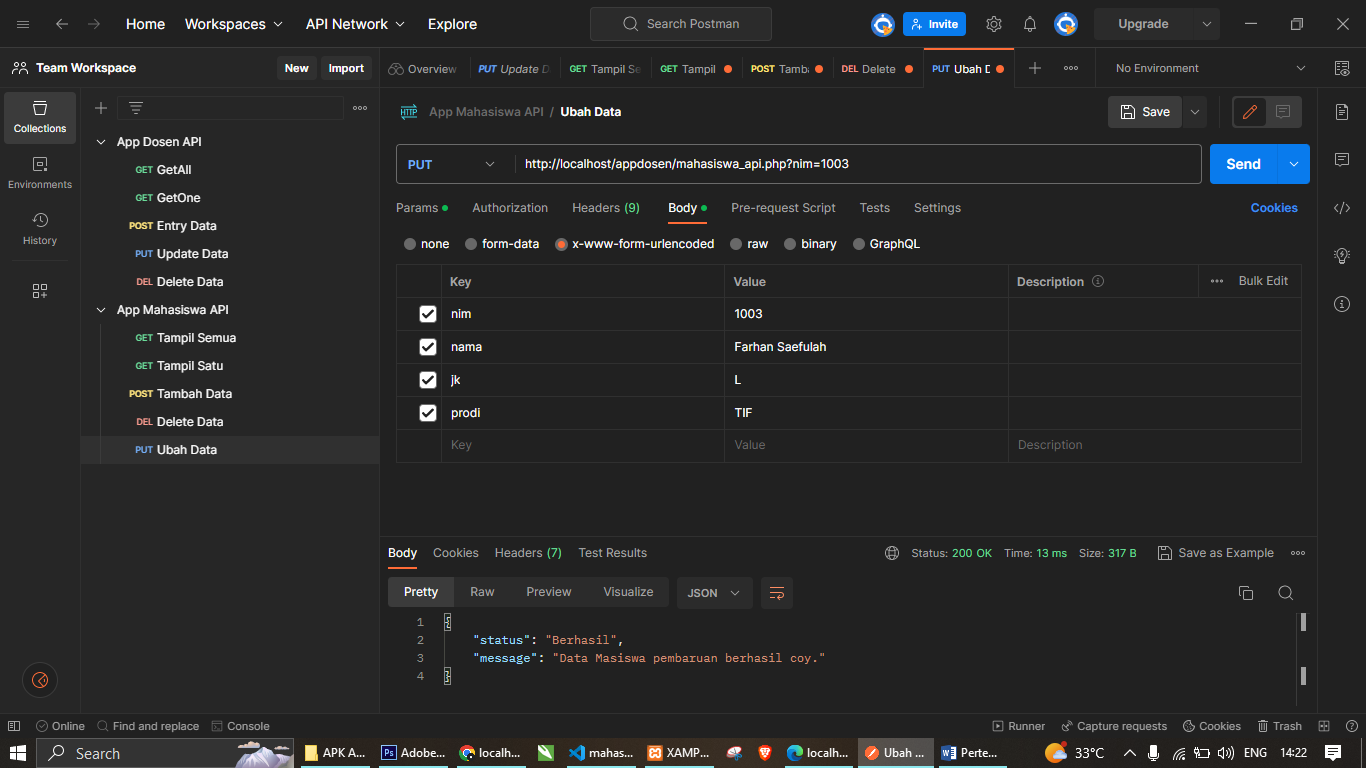 Home Workspaces API Network Explore Search Postman Invite Upgrade
Team Workspace New Import Overview PUT Update D GET Tampil Se GET Tampil POST Tamba DEL Delete PUT Ubah D No Environment
Collections
Environments
History
App Dosen API
GET GetAll
GET GetOne
POST Entry Data
PUT Update Data
DEL Delete Data
App Mahasiswa API
GET Tampil Semua
GET Tampil Satu
POST Tambah Data
DEL Delete Data
PUT Ubah Data
HTTP App Mahasiswa API / Ubah Data Save
PUT http://localhost/appdosen/mahasiswa_api.php?nim=1003 Send
Params Authorization Headers (9) Body Pre-request Script Tests Settings Cookies
none form-data x-www-form-urlencoded raw binary GraphQL
Key Value Description Bulk Edit
nim 1003
nama Farhan Saefulah
jk L
prodi TIF
Key Value Description
Body Cookies Headers (7) Test Results Status: 200 OK Time: 13 ms Size: 317 B Save as Example
Pretty Raw Preview Visualize JSON
1 {
2 "status": "Berhasil",
3 "message": "Data Masiswa pembaruan berhasil coy."
4 }
Online Find and replace Console Runner Capture requests Cookies Trash
Search APK A... Adobe... localh... mahas... XAMP... localh... Ubah ... Perte... 33°C ENG 14:22